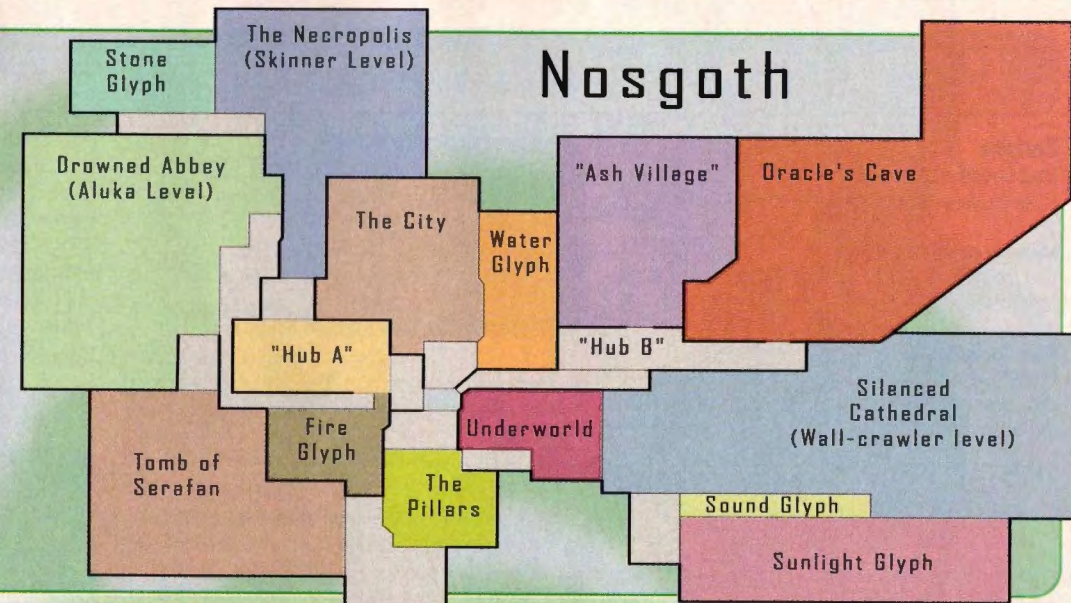 Nosgoth
Stone
Glyph
The Necropolis
(Skinner Level)
Drowned Abbey
(Aluka Level)
The City
Water
Glyph
"Ash Village"
Oracle's Cave
"Hub A"
"Hub B"
Silenced
Cathedral
(Wall-crawler level)
Fire
Glyph
Underworld
Tomb of
Serafan
The
Pillars
Sound Glyph
Sunlight Glyph